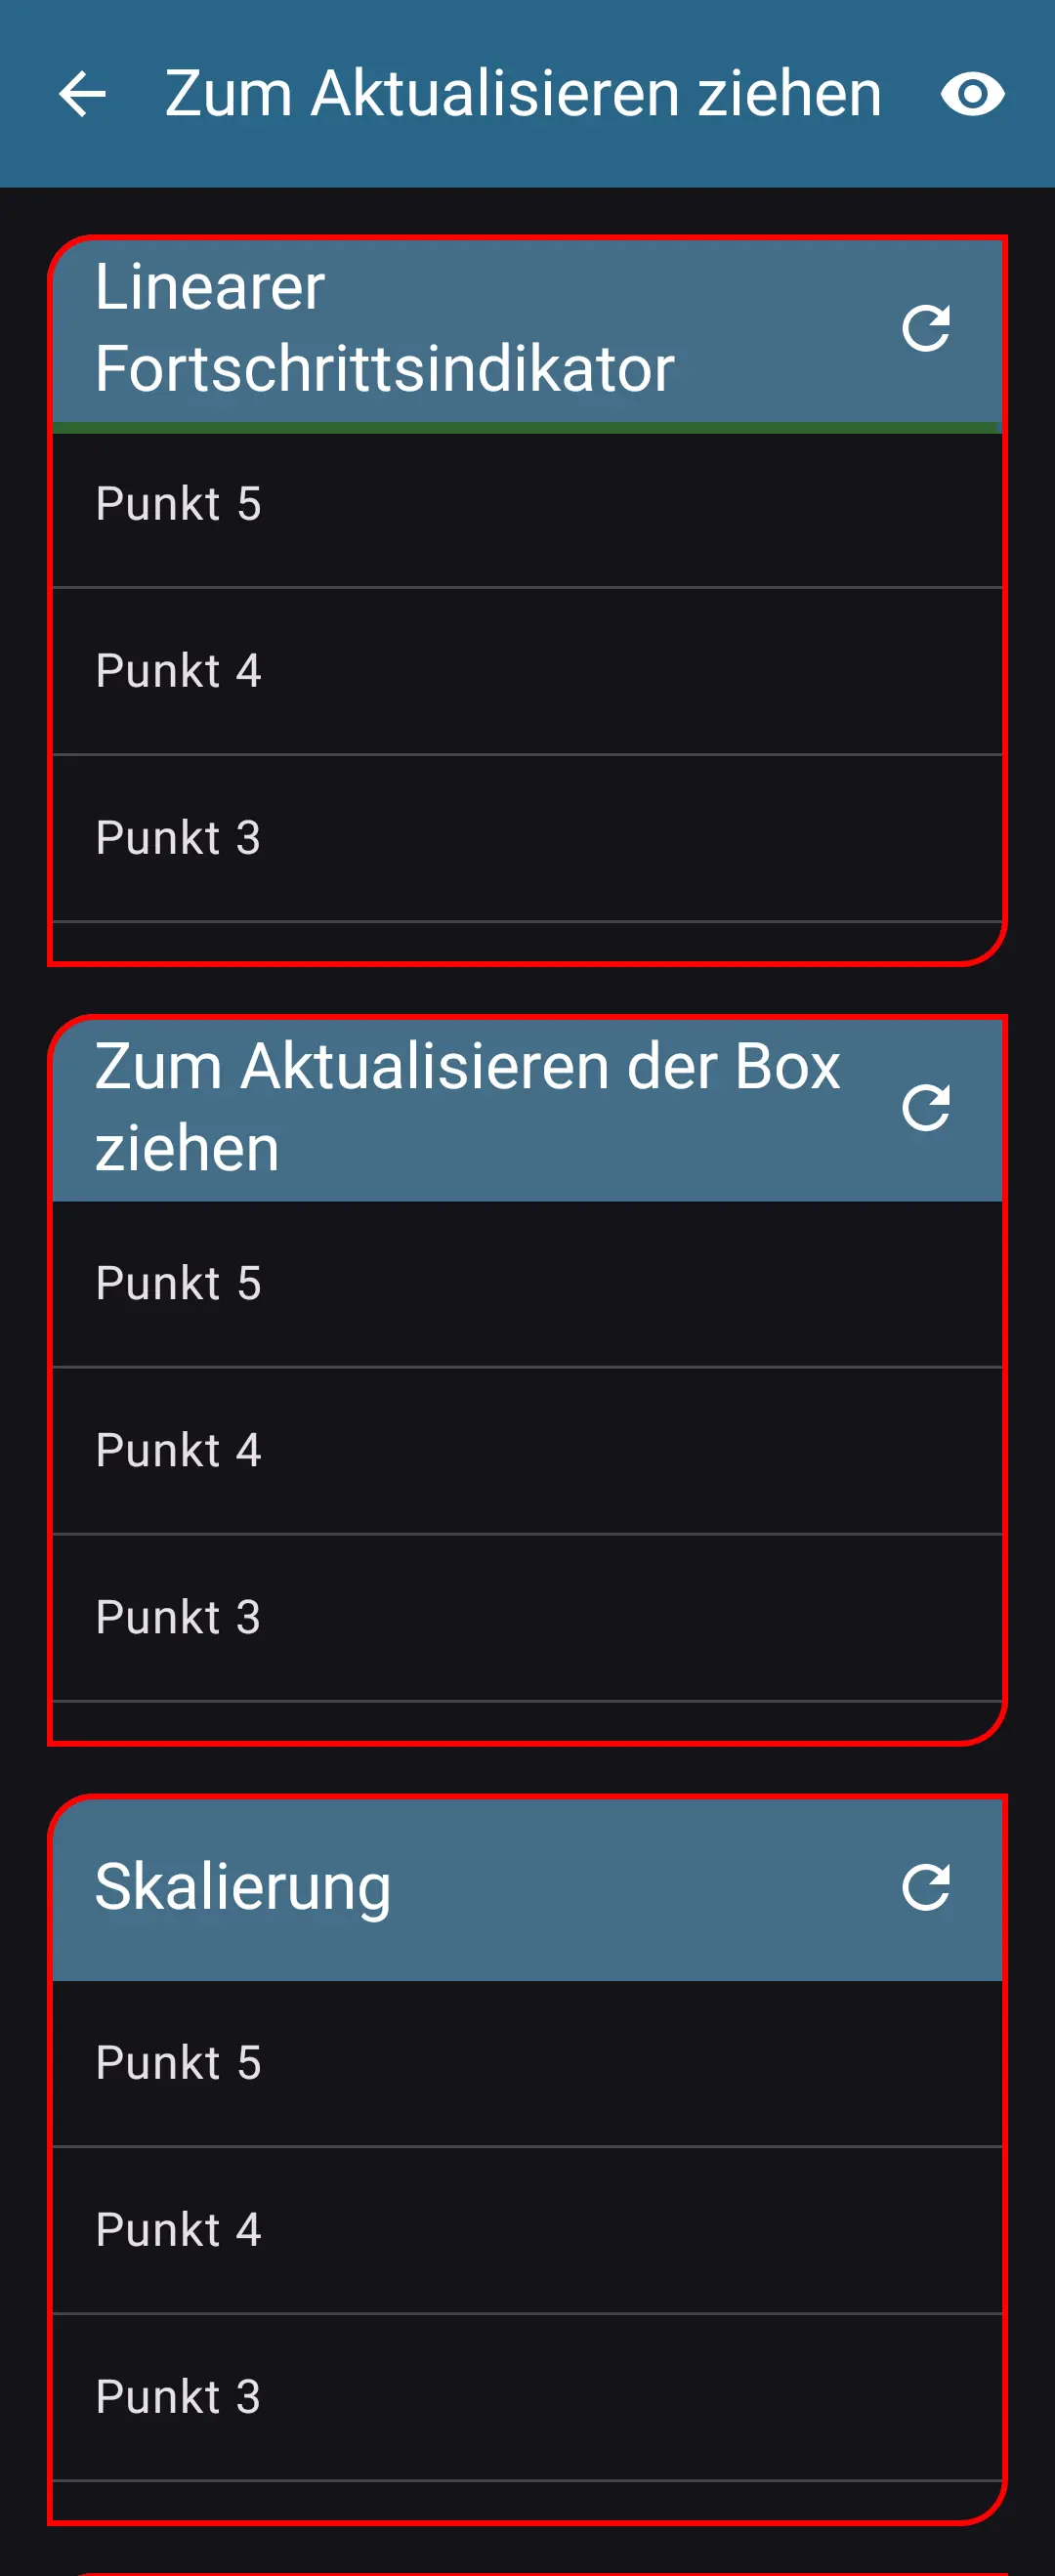 Zum Aktualisieren ziehen
Linearer
Fortschrittsindikator
Punkt 5
Punkt 4
Punkt 3
Zum Aktualisieren der Box
ziehen
Punkt 5
Punkt 4
Punkt 3
Skalierung
Punkt 5
Punkt 4
Punkt 3